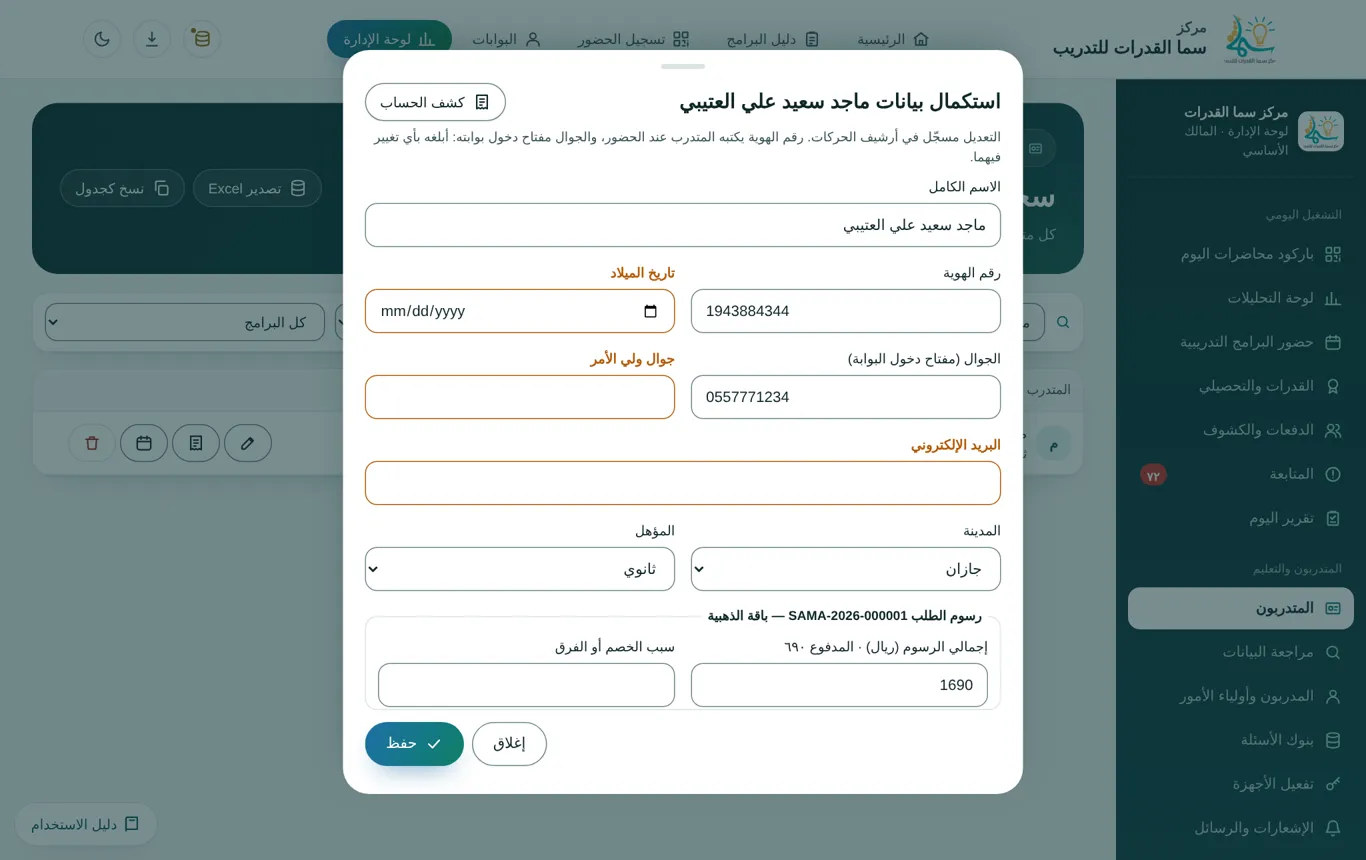 مركز
سما القدرات للتدريب
الرئيسية
دليل البرامج
تسجيل الحضور
البوابات
لوحة الإدارة
مركز سما القدرات
لوحة الإدارة · المالك
الأساسي
التشغيل اليومي
باركود محاضرات اليوم
لوحة التحليلات
حضور البرامج التدريبية
القدرات والتحصيلي
الدفعات والكشوف
المتابعة
٧٢
تقرير اليوم
المتدربون والتعليم
المتدربون
مراجعة البيانات
المدربون وأولياء الأمور
بنوك الأسئلة
تفعيل الأجهزة
الإشعارات والرسائل
تصدير Excel
نسخ كجدول
كل البرامج
المتدرب
م
استكمال بيانات ماجد سعيد علي العتيبي
كشف الحساب
التعديل مسجّل في أرشيف الحركات. رقم الهوية يكتبه المتدرب عند الحضور، والجوال مفتاح دخول بوابته: أبلغه بأي تغيير
فيهما.
الاسم الكامل
ماجد سعيد علي العتيبي
رقم الهوية
تاريخ الميلاد
1943884344
mm/dd/yyyy
الجوال (مفتاح دخول البوابة)
جوال ولي الأمر
0557771234
البريد الإلكتروني
المدينة
المؤهل
جازان
ثانوي
رسوم الطلب SAMA-2026-000001 — باقة الذهبية
إجمالي الرسوم (ريال) · المدفوع ٦٩٠
سبب الخصم أو الفرق
1690
إغلاق
حفظ
دليل الاستخدام